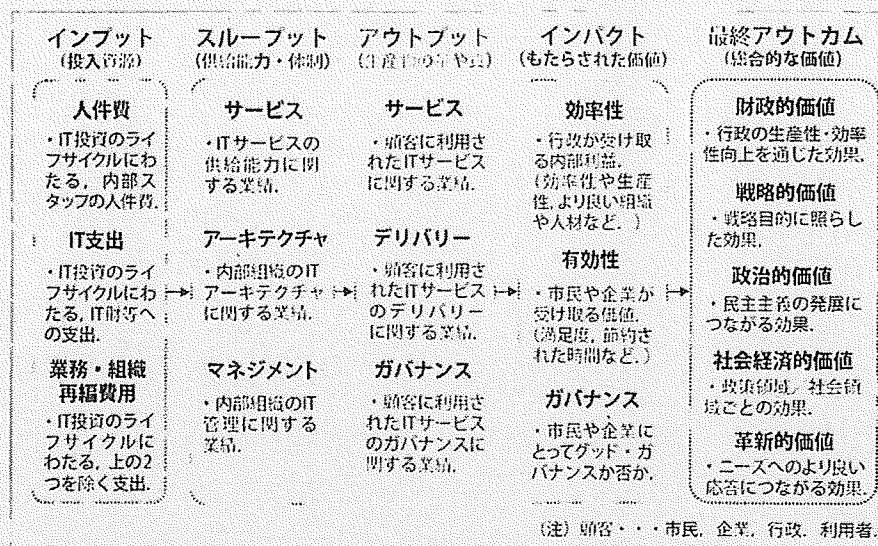 インプット
(投入資源)
人件費
・IT投資のライ
フサイクルにわ
たる，内部ス
タッフの人件費．
IT支出
・IT投資のライ
フサイクルにわ
たる，IT財等へ
の支出．
業務・組織
再編費用
・IT投資のライ
フサイクルに
わたる，上の2
つを除く支出．
スループット
(供給能力・体制)
サービス
・ITサービスの
供給能力に関
する業績．
アーキテクチャ
・内部組織のIT
アーキテクチャ
に関する業績．
マネジメント
・内部組織のIT
管理に関する
業績．
アウトプット
サービス
・顧客に利用さ
れたITサービス
に関する業績．
デリバリー
・顧客に利用さ
れたITサービス
のデリバリー
に関する業績．
ガバナンス
・顧客に利用さ
れたITサービス
のガバナンスに
関する業績．
インパクト
(もたらされた価値)
効率性
・行政が受け取
る内部利益．
(効率性や生産
性，より良い組織
や人材など．)
有効性
・市民や企業が
受け取る価値．
(満足度，節約さ
れた時間など．)
ガバナンス
・市民や企業に
とってグッド・ガ
バナンスか否か．
最終アウトカム
(総合的な価値)
財政的価値
・行政の生産性・効率
性向上を通じた効果．
戦略的価値
・戦略目的に照らし
た効果．
政治的価値
・民主主義の発展に
つながる効果．
社会経済的価値
・政策領域，社会領
域ごとの効果．
革新的価値
・ニーズへのより良い
応答につながる効果．
(注) 顧客・・・市民，企業，行政．利用者．